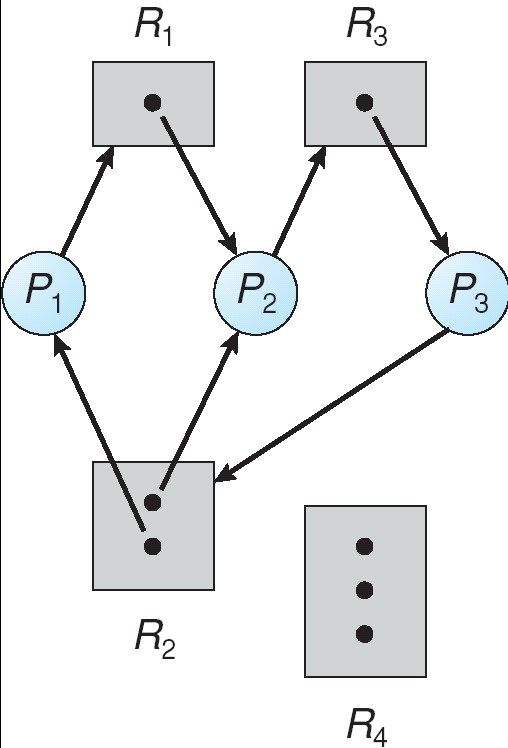 R₁ R₃
P₁ P₂ P₃
R₂
R₄